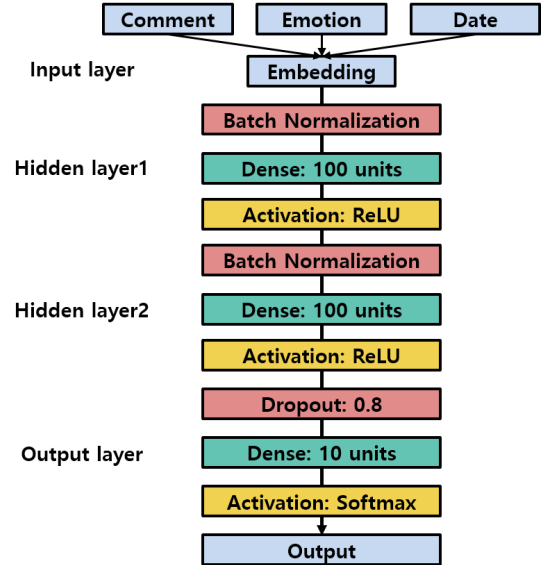 Comment Emotion Date
Input layer
Embedding
Batch Normalization
Hidden layer1
Dense: 100 units
Activation: ReLU
Batch Normalization
Hidden layer2
Dense: 100 units
Activation: ReLU
Dropout: 0.8
Output layer
Dense: 10 units
Activation: Softmax
Output